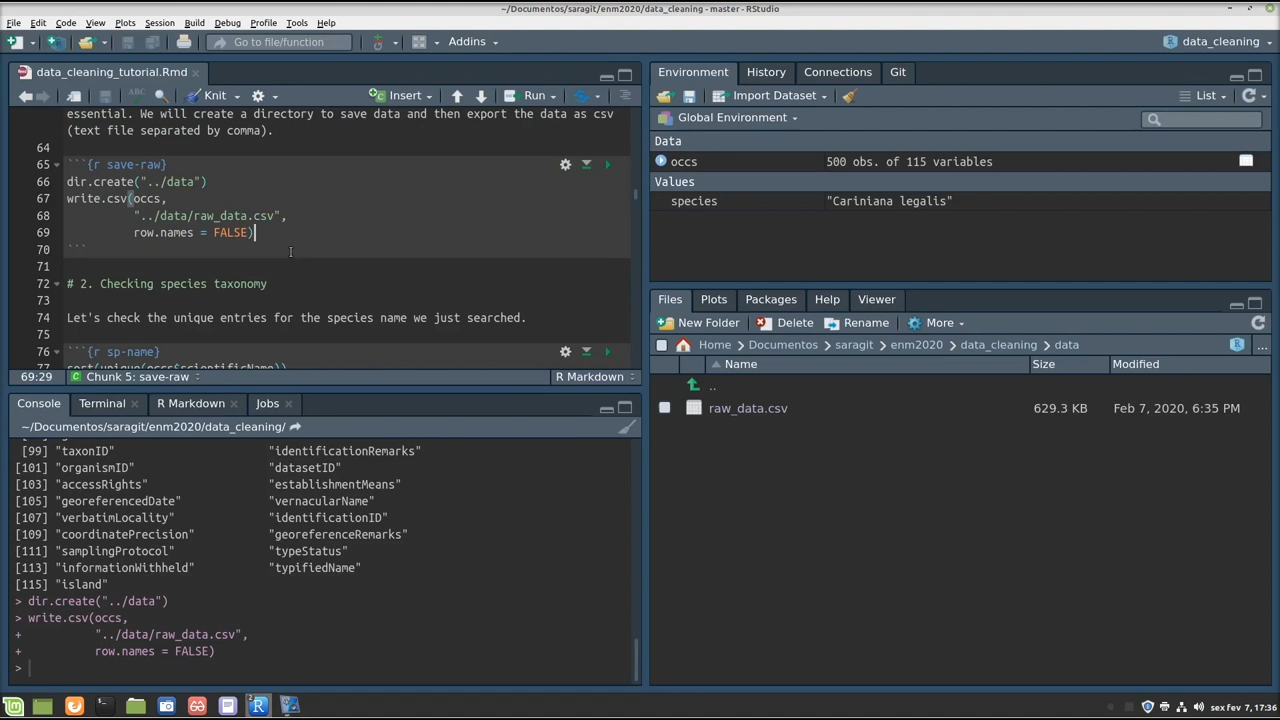 ~/Documentos/saragit/enm2020/data_cleaning - master - RStudio
File Edit Code View Plots Session Build Debug Profile Tools Help
Go to file/function Addins data_cleaning
data_cleaning_tutorial.Rmd
ABC Knit Insert Run
essential. We will create a directory to save data and then export the data as csv
(text file separated by comma).
64
65 ```{r save-raw}
66 dir.create("../data")
67 write.csv(occs,
68 "../data/raw_data.csv",
69 row.names = FALSE)
70 ```
71
72 # 2. Checking species taxonomy
73
74 Let's check the unique entries for the species name we just searched.
75
76 ```{r sp-name}
77 sort(unique(occs$scientificName))
69:29 Chunk 5: save-raw R Markdown
Console Terminal R Markdown Jobs
~/Documentos/saragit/enm2020/data_cleaning/
[99] "taxonID" "identificationRemarks"
[101] "organismID" "datasetID"
[103] "accessRights" "establishmentMeans"
[105] "georeferencedDate" "vernacularName"
[107] "verbatimLocality" "identificationID"
[109] "coordinatePrecision" "georeferenceRemarks"
[111] "samplingProtocol" "typeStatus"
[113] "informationWithheld" "typifiedName"
[115] "island"
> dir.create("../data")
> write.csv(occs,
+ "../data/raw_data.csv",
+ row.names = FALSE)
>
Environment History Connections Git
Import Dataset List
Global Environment
Data
occs 500 obs. of 115 variables
Values
species "Cariniana legalis"
Files Plots Packages Help Viewer
New Folder Delete Rename More
Home Documentos saragit enm2020 data_cleaning data ...
Name Size Modified
..
raw_data.csv 629.3 KB Feb 7, 2020, 6:35 PM
sex fev 7, 17:36